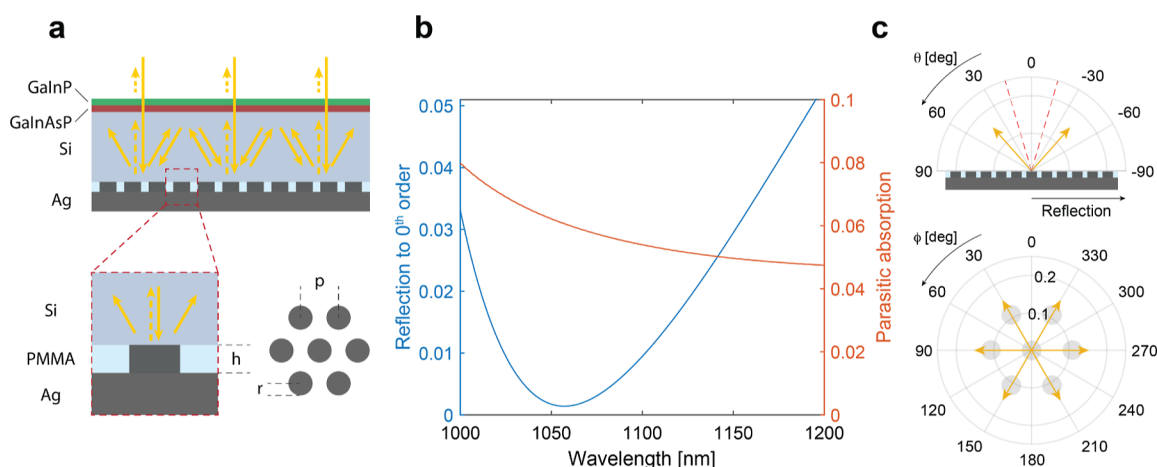 a
GaInP
GaInAsP
Si
Ag
Si
PMMA
Ag
h
p
r
b
Reflection to 0th order
0.05
0.04
0.03
0.02
0.01
0
0.1
0.080
0.06
0.04
0.02
0
Parasitic absorption
1000 1050 1100 1150 1200
Wavelength [nm]
c
θ [deg]
0
30 -30
60 -60
90 -90
Reflection
ϕ [deg]
0
30 330
60 300
90 270
120 240
150 210
180
0.2
0.1